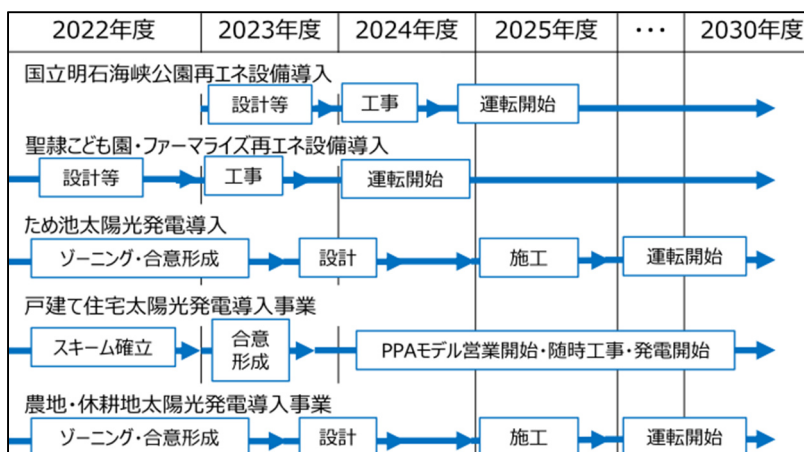 2022年度 2023年度 2024年度 2025年度 ・・・ 2030年度
国立明石海峡公園再エネ設備導入
設計等 工事 運転開始
聖隷こども園・ファーマライズ再エネ設備導入
設計等 工事 運転開始
ため池太陽光発電導入
ゾーニング・合意形成 設計 施工 運転開始
戸建て住宅太陽光発電導入事業
スキーム確立 合意形成 PPAモデル営業開始・随時工事・発電開始
農地・休耕地太陽光発電導入事業
ゾーニング・合意形成 設計 施工 運転開始